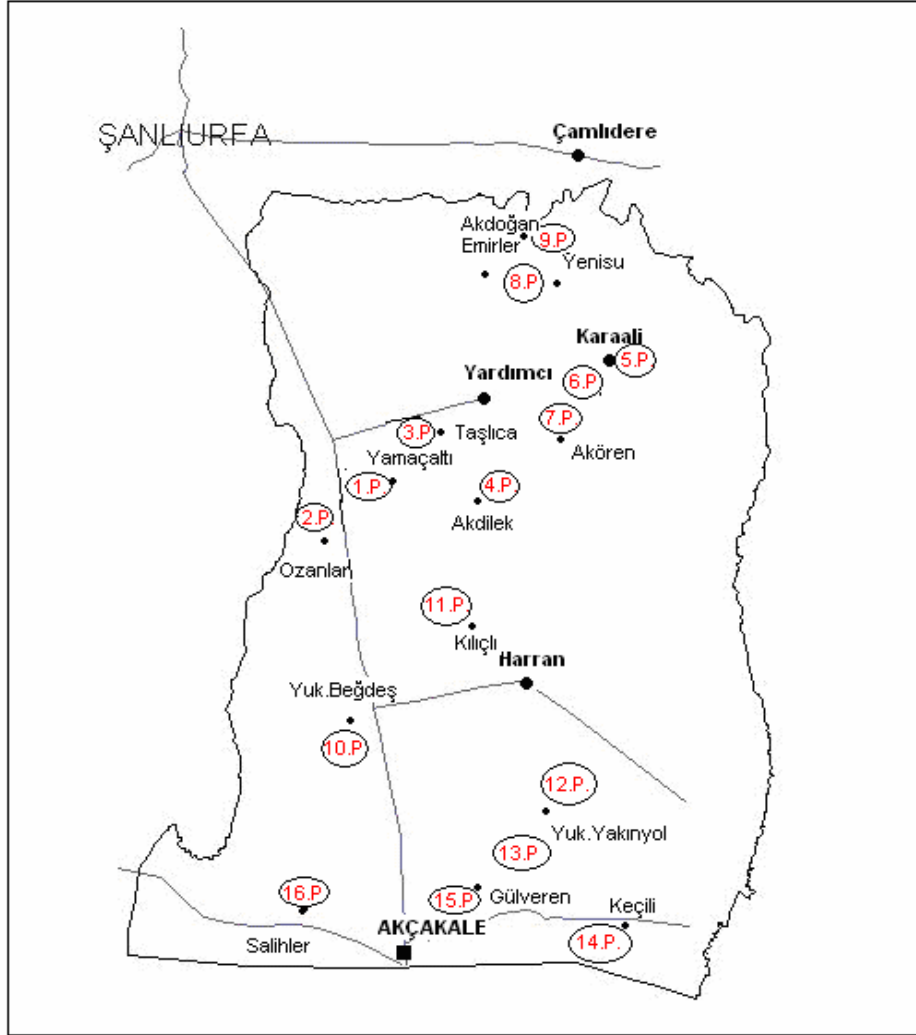 Çamlıdere
ŞANLIURFA
Akdoğan
9.P
Emirler
Yenisu
8.P
Karaali
5.P.
6.P
Yardımcı
7.P
3.P
Taşlıca
Akören
Yamaçaltı
1.P.
4.P
Akdilek
2.P
Ozanlar
11.P.
Kılıçlı
Harran
Yuk.Beğdeş
10.P
12.P.
Yuk.Yakınyol
13.P
16.P
15.P
Gülveren
Keçili
AKÇAKALE
Salihler
14.P.